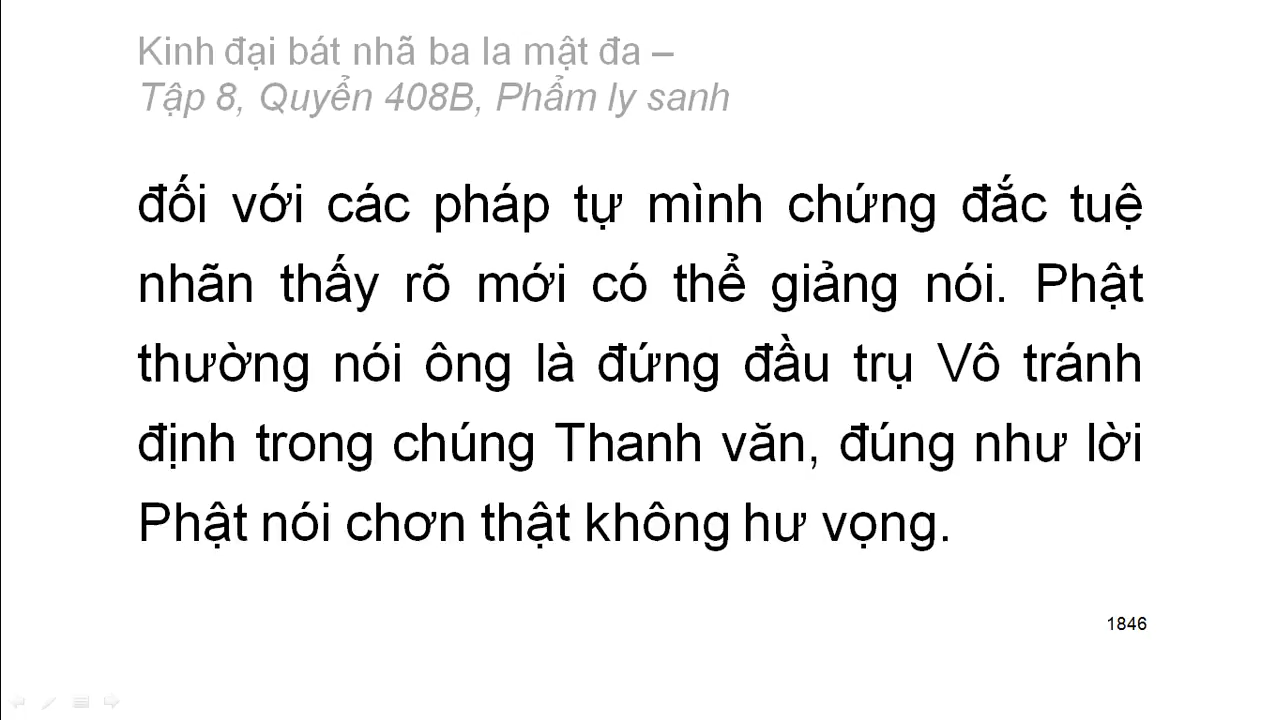 Kinh đại bát nhã ba la mật đa –
Tập 8, Quyển 408B, Phẩm ly sanh
đối với các pháp tự mình chứng đắc tuệ
nhãn thấy rõ mới có thể giảng nói. Phật
thường nói ông là đứng đầu trụ Vô tránh
định trong chúng Thanh văn, đúng như lời
Phật nói chơn thật không hư vọng.
1846